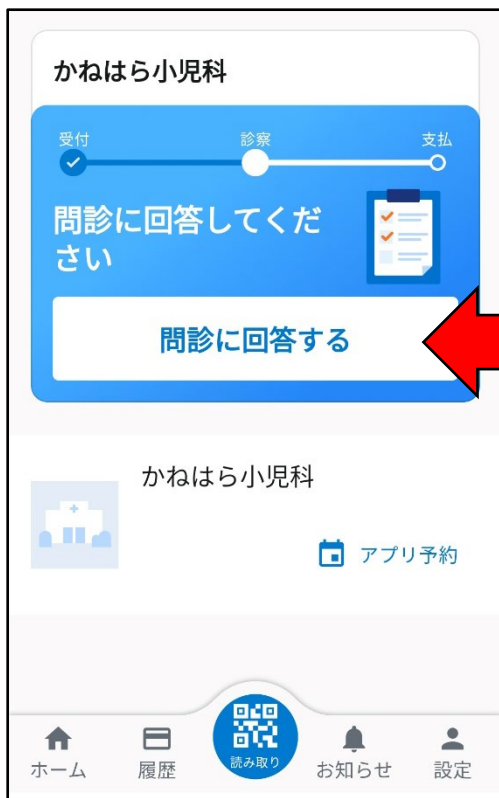 かねはら小児科
受付 診察 支払
問診に回答してくだ
さい
問診に回答する
かねはら小児科
アプリ予約
読み取り
ホーム 履歴 お知らせ 設定